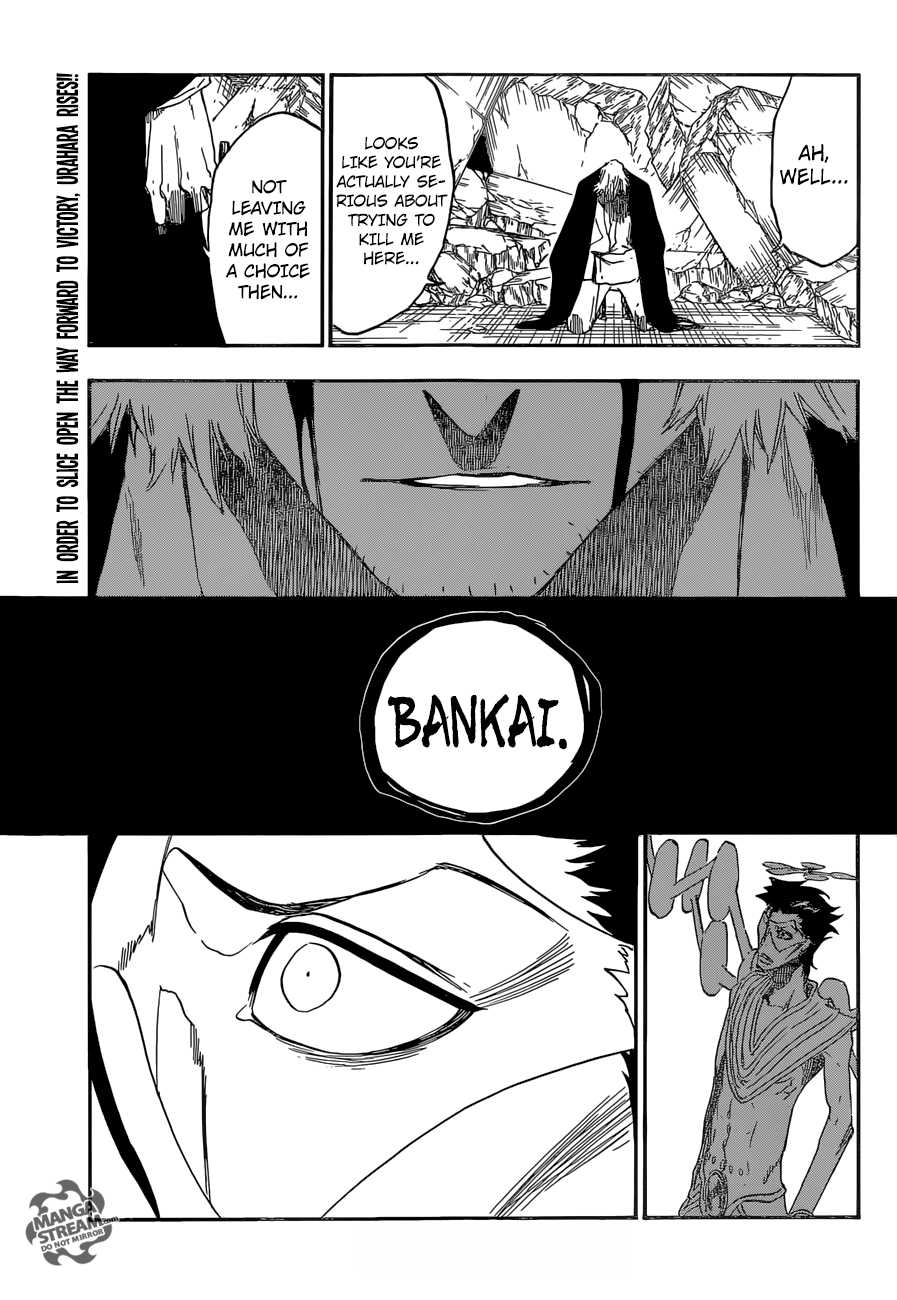 IN ORDER TO SLICE OPEN THE WAY FORWARD TO VICTORY, URAHARA RISES!!
AH,
WELL...
LOOKS
LIKE YOU'RE
ACTUALLY SE-
RIOUS ABOUT
TRYING TO
KILL ME
HERE...
NOT
LEAVING
ME WITH
MUCH OF
A CHOICE
THEN...
BANKAI.
MANGA
STREAM.com
DO NOT MIRROR